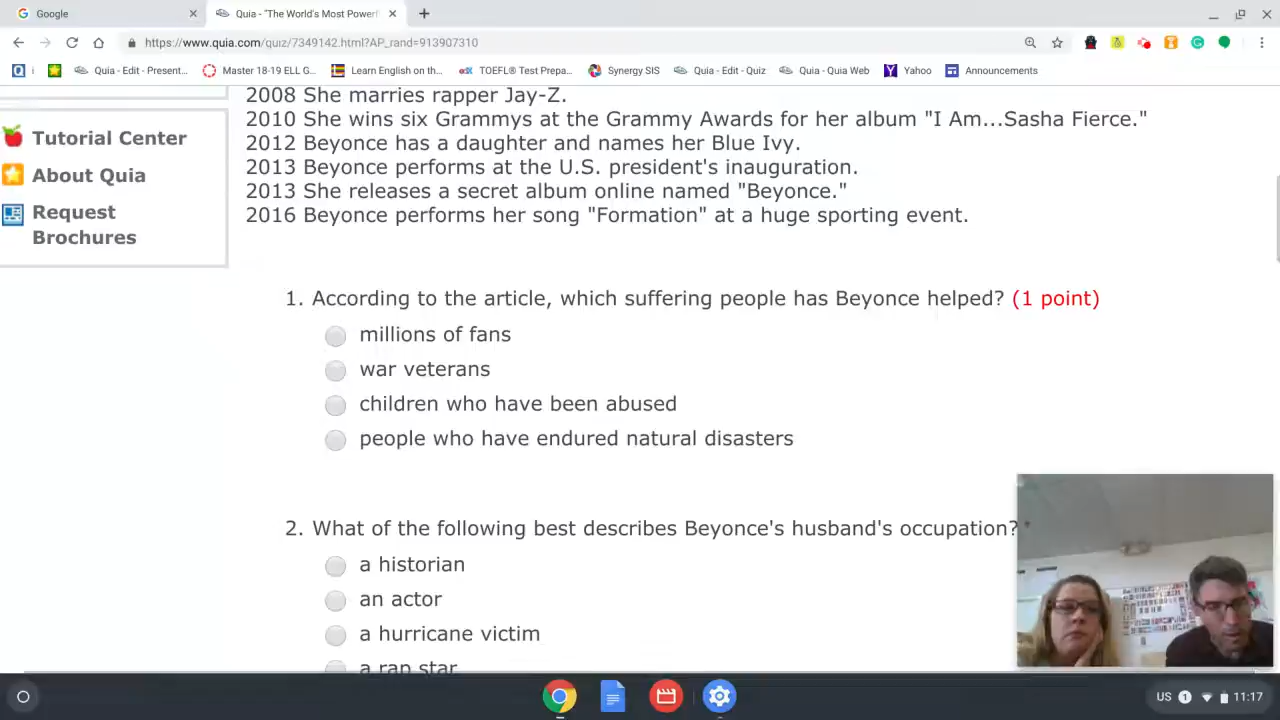 Google
Quia - "The World's Most Powerf
https://www.quia.com/quiz/7349142.html?AP_rand=913907310
i
Quia - Edit - Present...
Master 18-19 ELL G...
Learn English on th...
TOEFL® Test Prepa...
Synergy SIS
Quia - Edit - Quiz
Quia - Quia Web
Yahoo
Announcements
2008 She marries rapper Jay-Z.
2010 She wins six Grammys at the Grammy Awards for her album "I Am...Sasha Fierce."
2012 Beyonce has a daughter and names her Blue Ivy.
2013 Beyonce performs at the U.S. president's inauguration.
2013 She releases a secret album online named "Beyonce."
2016 Beyonce performs her song "Formation" at a huge sporting event.
Tutorial Center
About Quia
Request
Brochures
1. According to the article, which suffering people has Beyonce helped? (1 point)
millions of fans
war veterans
children who have been abused
people who have endured natural disasters
2. What of the following best describes Beyonce's husband's occupation?
a historian
an actor
a hurricane victim
a rap star
US 1 11:17